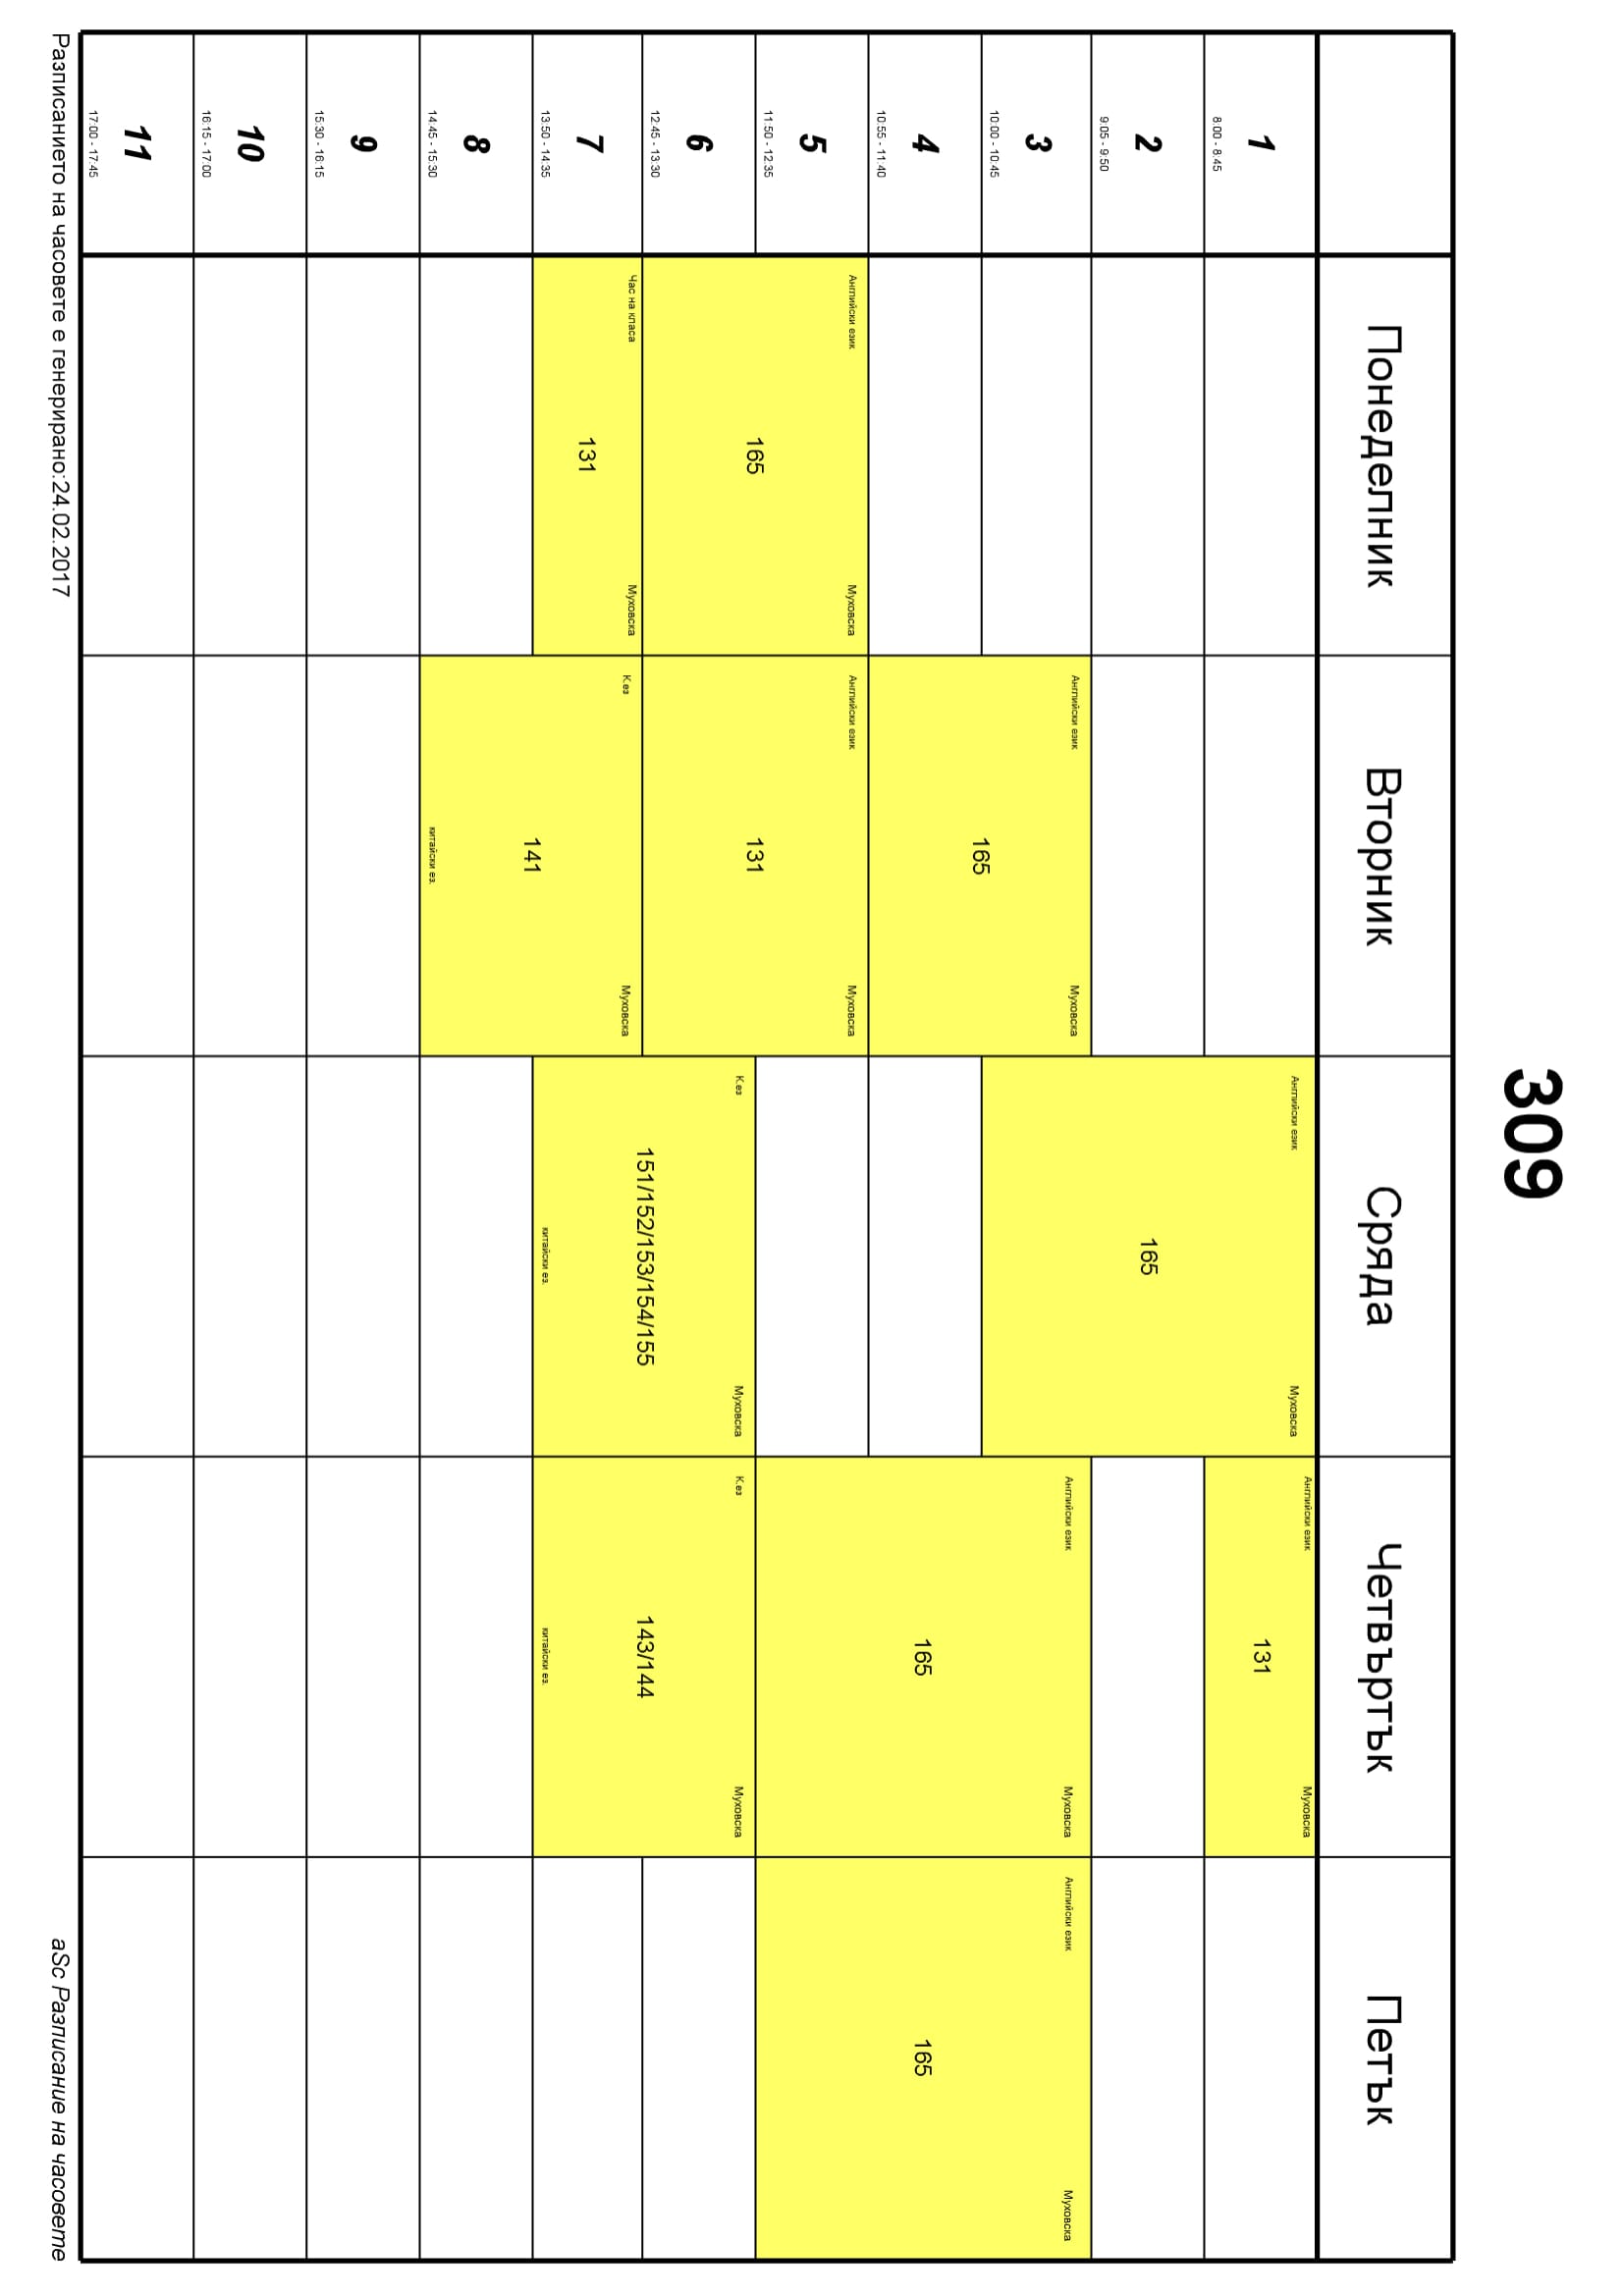 309
Понеделник
Вторник
Сряда
Четвъртък
Петък
1
8:00 - 8:45
Английски език
Муховска
165
Английски език
Муховска
131
2
9:05 - 9:50
3
10:00 - 10:45
Английски език
Муховска
165
Английски език
Муховска
165
Английски език
Муховска
165
4
10:55 - 11:40
5
11:50 - 12:35
Английски език
Муховска
165
Английски език
Муховска
131
6
12:45 - 13:30
К.ез
Муховска
151/152/153/154/155
китайски ез.
К.ез
Муховска
143/144
китайски ез.
7
13:50 - 14:35
Час на класа
Муховска
131
К.ез
Муховска
141
китайски ез.
8
14:45 - 15:30
9
15:30 - 16:15
10
16:15 - 17:00
11
17:00 - 17:45
Разписанието на часовете е генерирано:24.02.2017
aSc Разписание на часовете